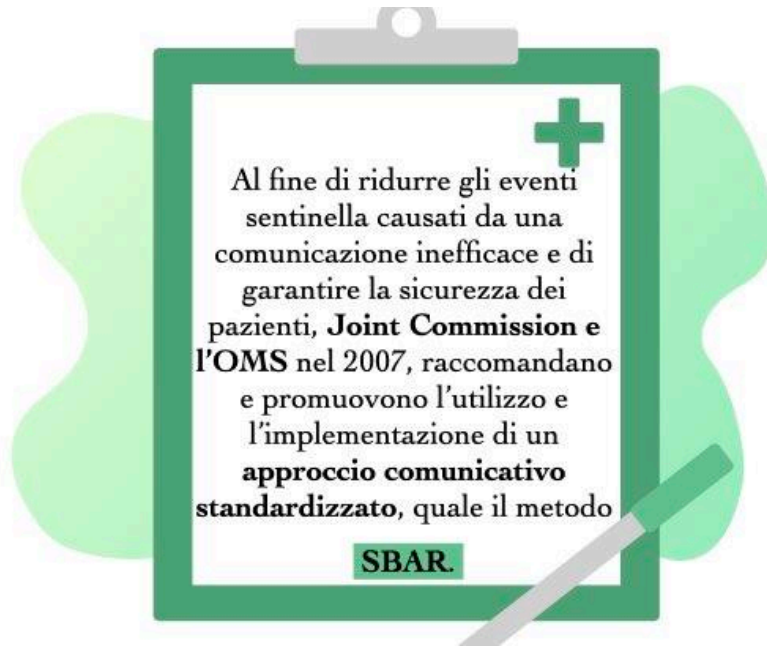 Al fine di ridurre gli eventi
sentinella causati da una
comunicazione inefficace e di
garantire la sicurezza dei
pazienti, Joint Commission e
l’OMS nel 2007, raccomandano
e promuovono l’utilizzo e
l’implementazione di un
approccio comunicativo
standardizzato, quale il metodo
SBAR.